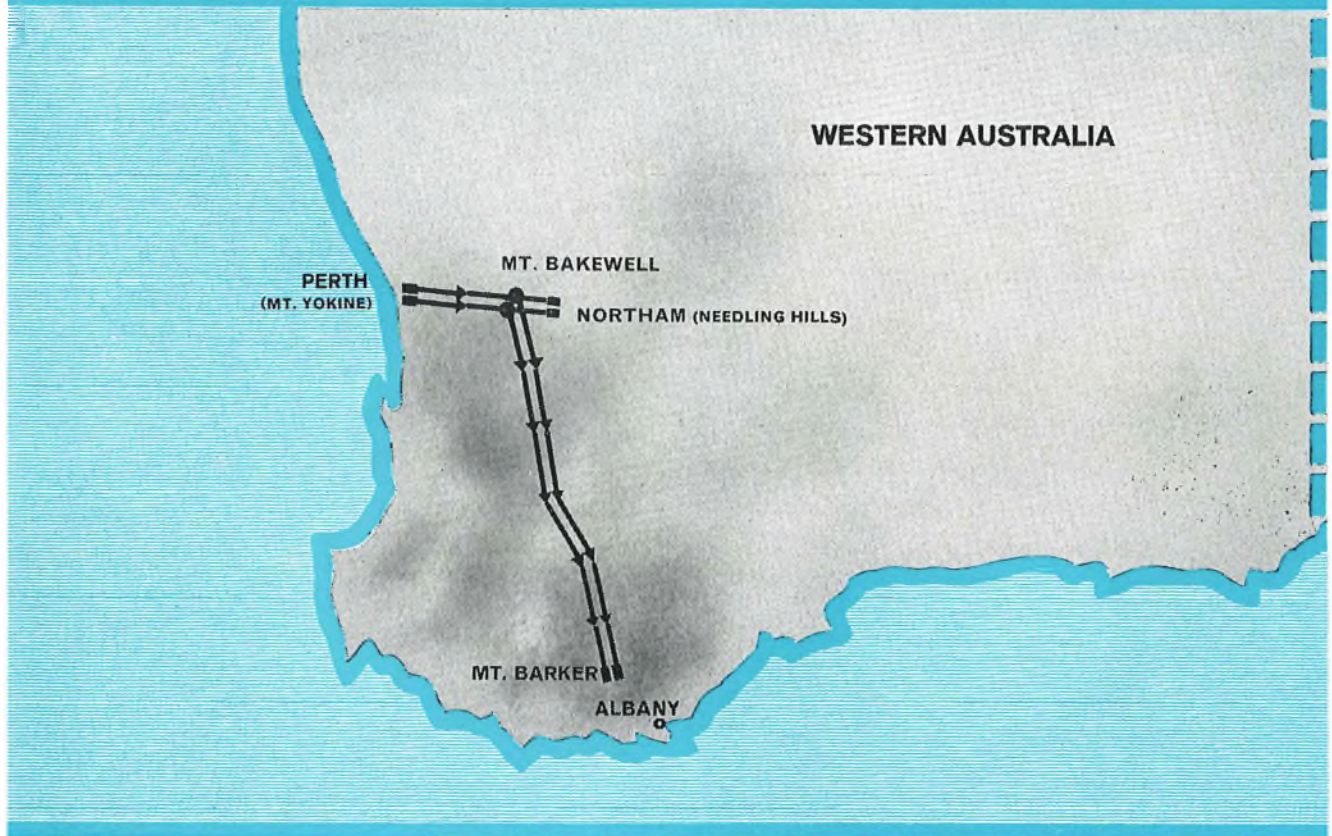 WESTERN AUSTRALIA
MT. BAKEWELL
PERTH
(MT. YOKINE)
NORTHAM (NEEDLING HILLS)
MT. BARKER
ALBANY